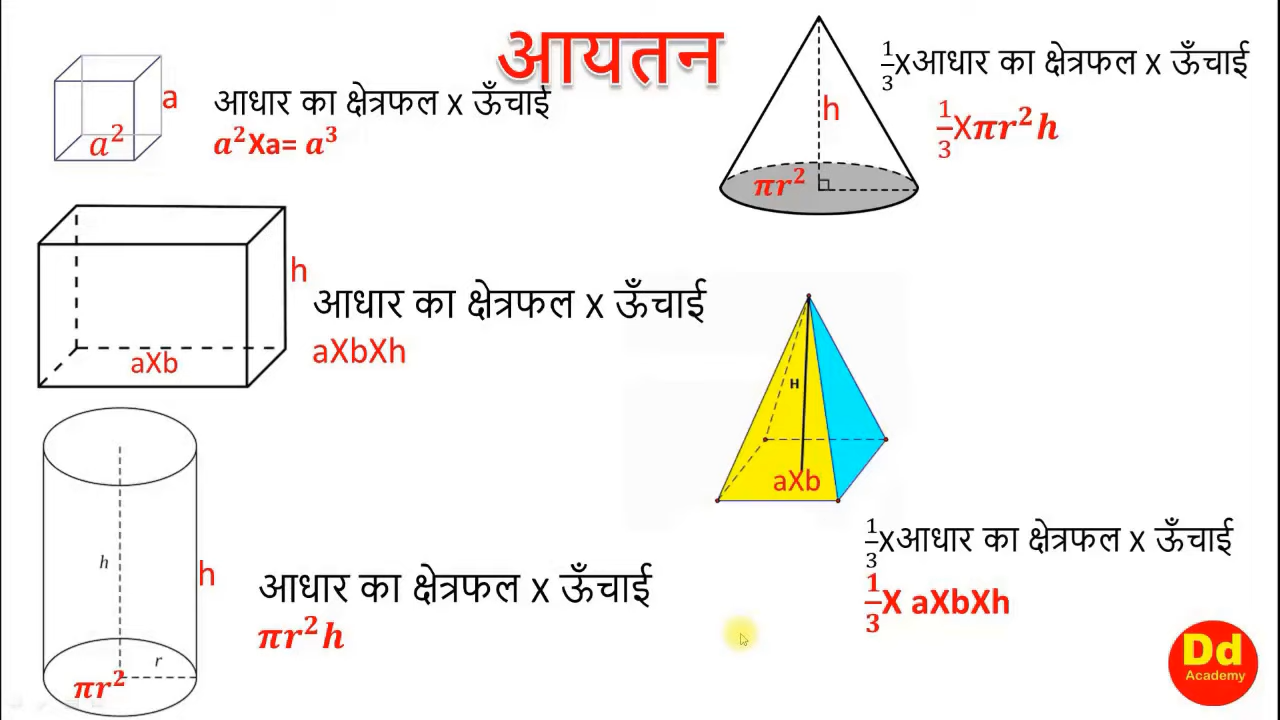 आयतन
a
a²
आधार का क्षेत्रफल x ऊँचाई
a²Xa= a³
h
aXb
आधार का क्षेत्रफल x ऊँचाई
aXbXh
h
h
r
πr²
आधार का क्षेत्रफल x ऊँचाई
πr²h
h
πr²
1/3xआधार का क्षेत्रफल x ऊँचाई
1/3Xπr²h
H
aXb
1/3xआधार का क्षेत्रफल x ऊँचाई
1/3X aXbXh
Dd
Academy